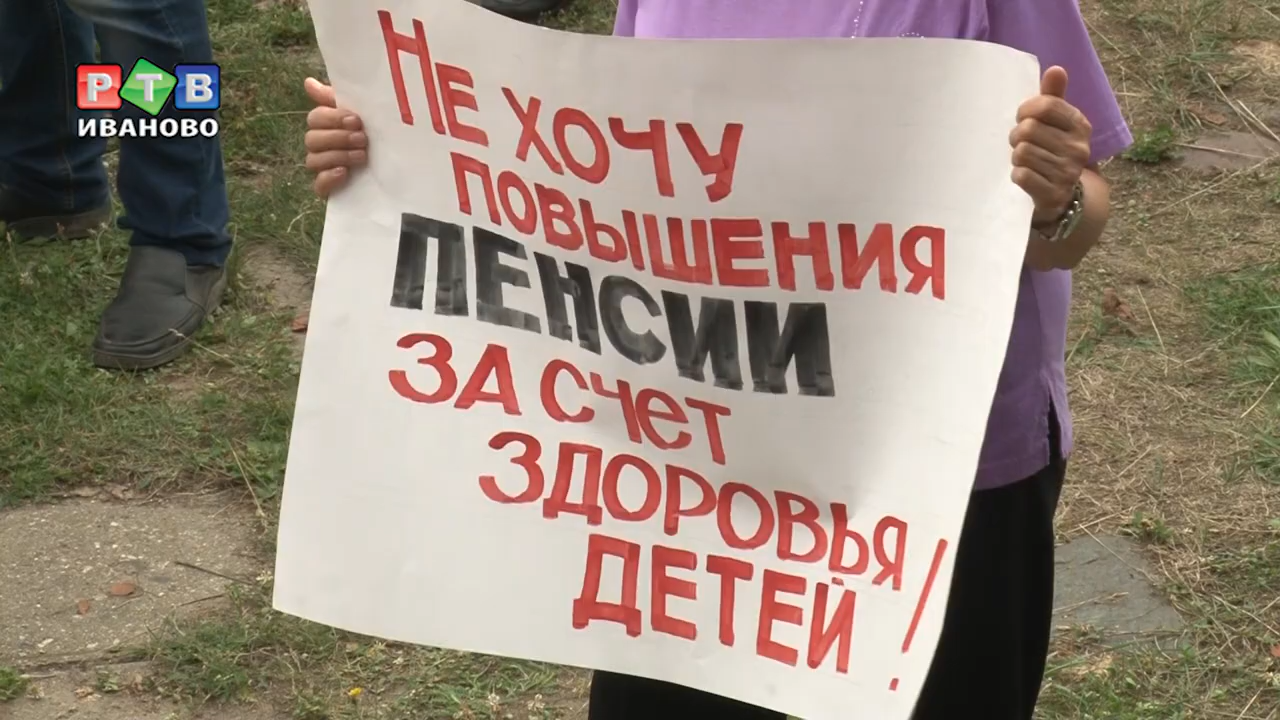 РТВ
ИВАНОВО
Не хочу
повышения
ПЕНСИИ
за счет
здоровья
детей!